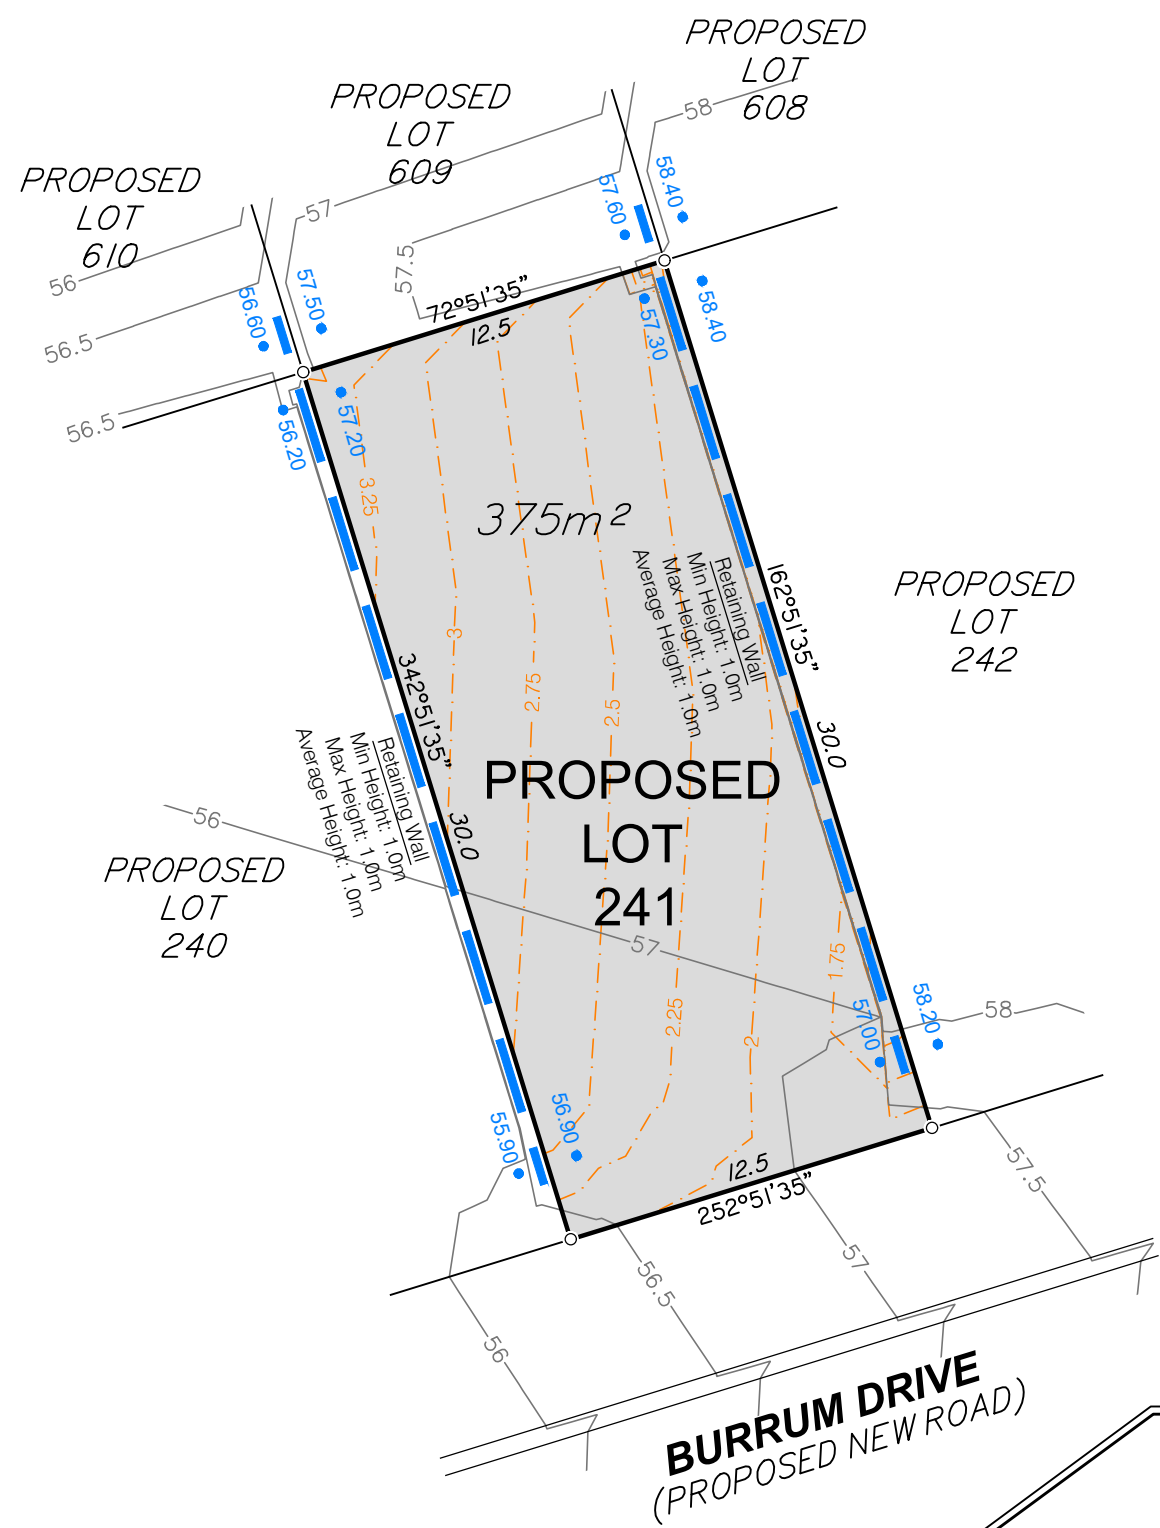 PROPOSED
LOT
608
PROPOSED
LOT
609
PROPOSED
LOT
610
58
57
57.5
56
56.5
56.5
58.40
57.60
57.50
56.60
58.40
57.30
57.20
56.20
72°51'35"
12.5
3.25
375m²
3
2.75
2.5
Retaining Wall
Min Height: 1.0m
Max Height: 1.0m
Average Height: 1.0m
162°51'35"
30.0
PROPOSED
LOT
242
342°51'35"
30.0
Retaining Wall
Min Height: 1.0m
Max Height: 1.0m
Average Height: 1.0m
PROPOSED
LOT
241
56
PROPOSED
LOT
240
57
1.75
2.25
2
57.00
58.20
58
56.90
55.90
12.5
252°51'35"
57.5
57
56.5
56
BURRUM DRIVE
(PROPOSED NEW ROAD)